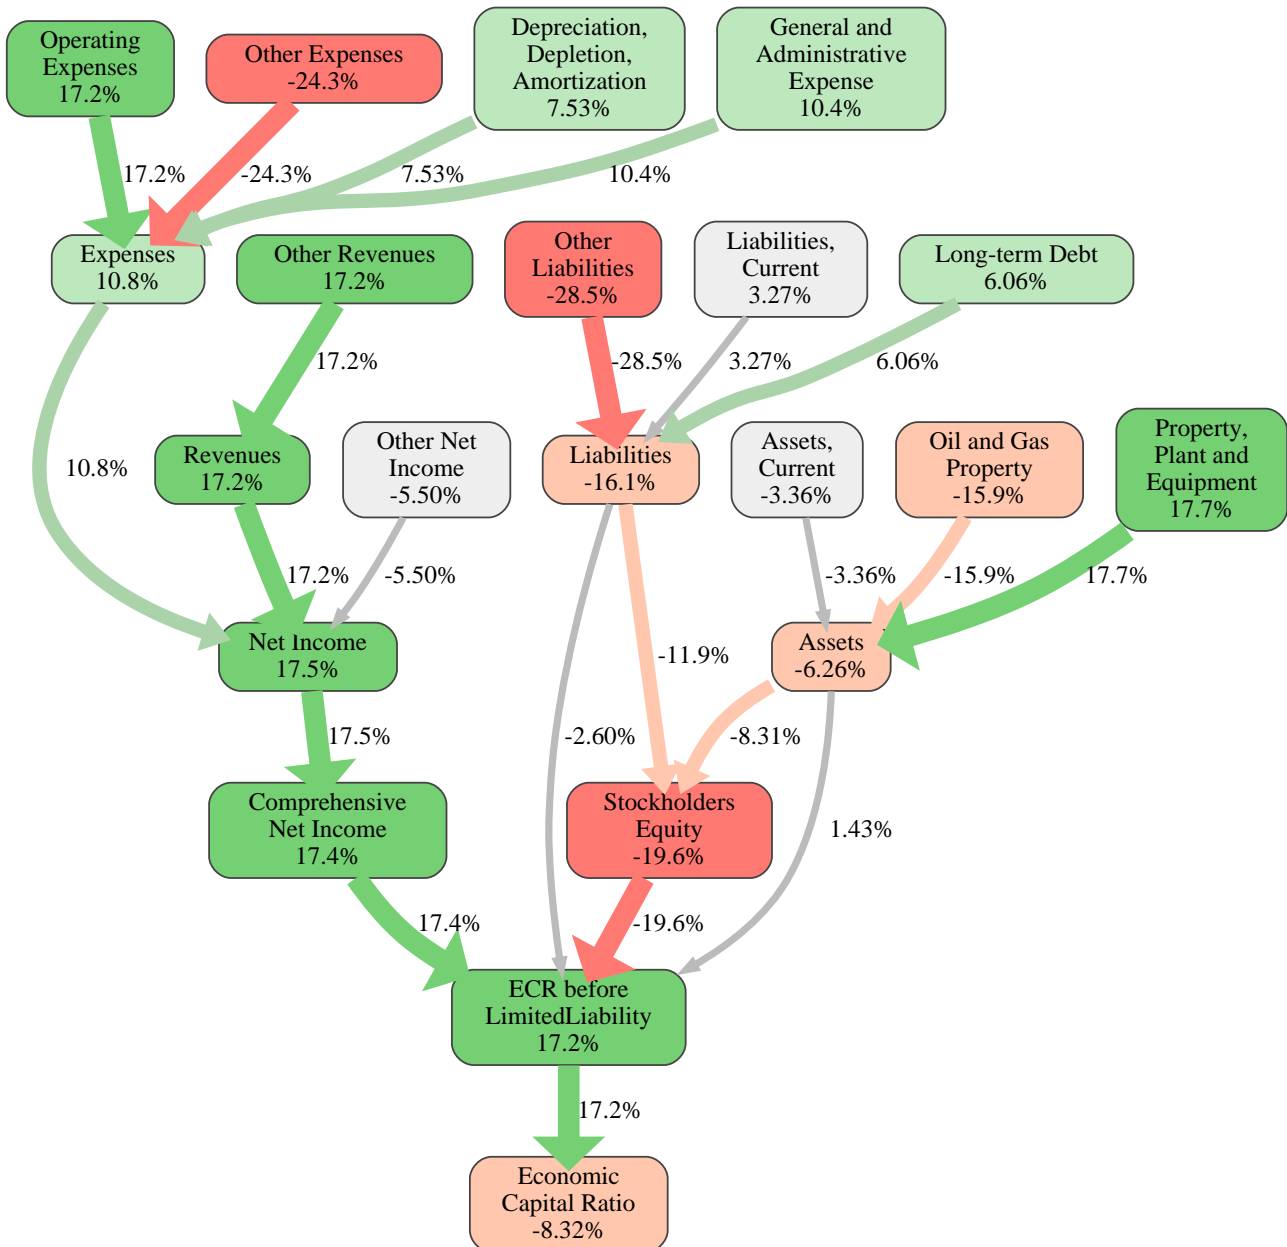 Operating
Expenses
17.2%
Other Expenses
-24.3%
Depreciation,
Depletion,
Amortization
7.53%
General and
Administrative
Expense
10.4%
17.2%
-24.3%
7.53%
10.4%
Expenses
10.8%
Other Revenues
17.2%
Other
Liabilities
-28.5%
Liabilities,
Current
3.27%
Long-term Debt
6.06%
17.2%
-28.5%
3.27%
6.06%
10.8%
Revenues
17.2%
Other Net
Income
-5.50%
Liabilities
-16.1%
Assets,
Current
-3.36%
Oil and Gas
Property
-15.9%
Property,
Plant and
Equipment
17.7%
17.2%
-5.50%
-3.36%
-15.9%
17.7%
Net Income
17.5%
-11.9%
Assets
-6.26%
17.5%
-2.60%
-8.31%
Comprehensive
Net Income
17.4%
Stockholders
Equity
-19.6%
1.43%
17.4%
-19.6%
ECR before
LimitedLiability
17.2%
17.2%
Economic
Capital Ratio
-8.32%